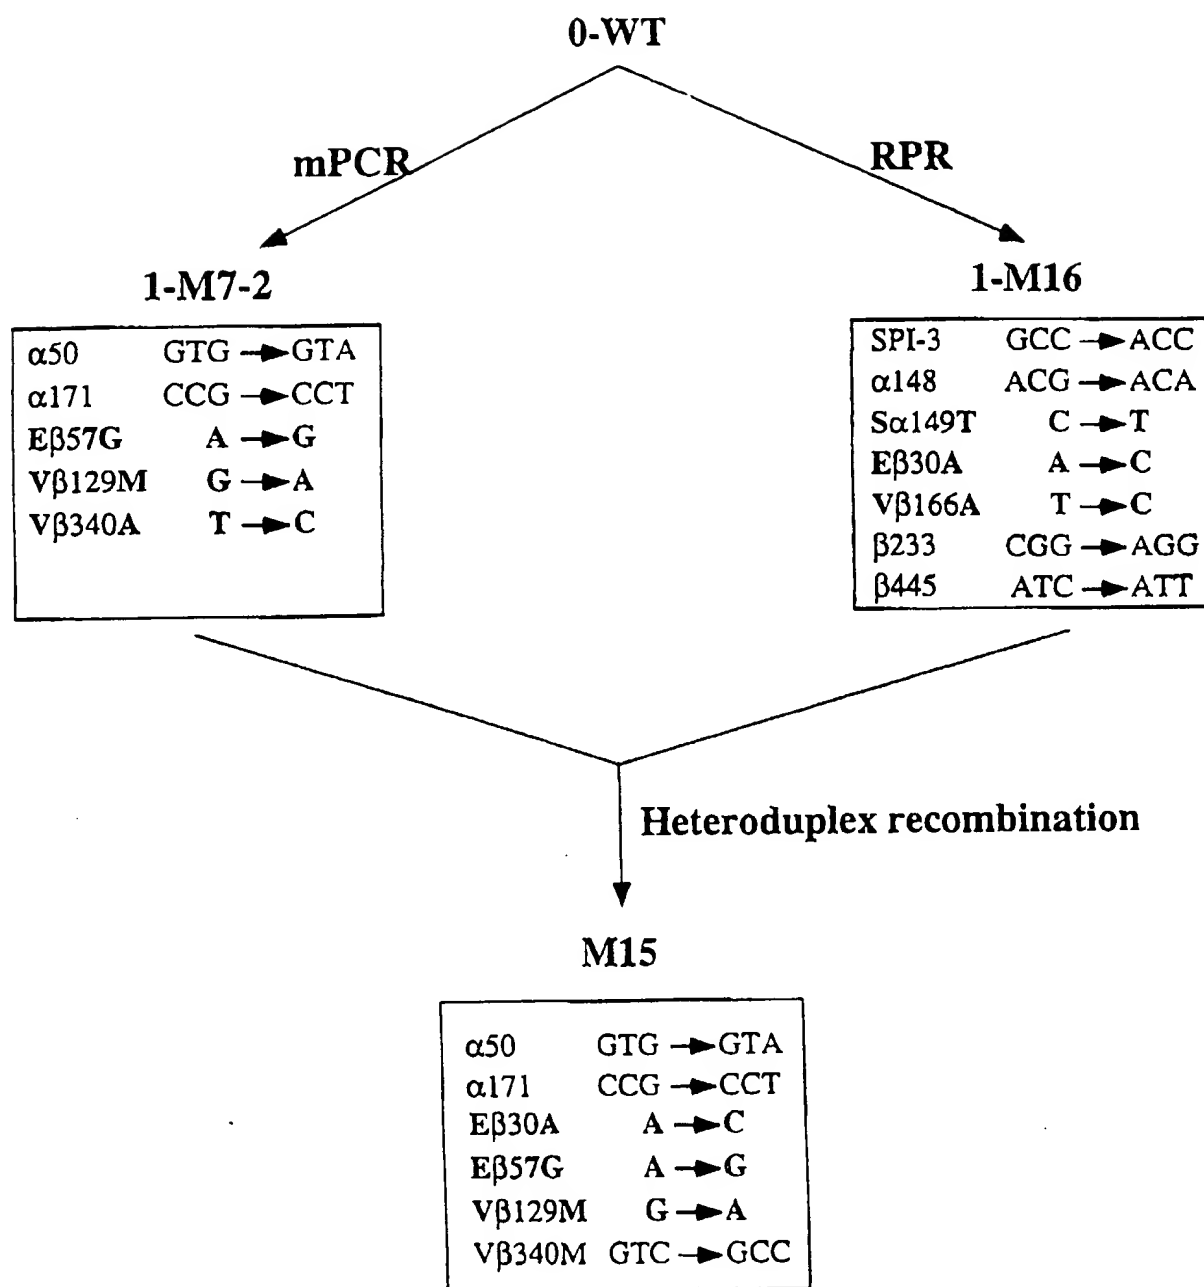 0-WT
mPCR
RPR
1-M7-2
α50 GTG → GTA
α171 CCG → CCT
Eβ57G A → G
Vβ129M G → A
Vβ340A T → C
1-M16
SPI-3 GCC → ACC
α148 ACG → ACA
Sα149T C → T
Eβ30A A → C
Vβ166A T → C
β233 CGG → AGG
β445 ATC → ATT
Heteroduplex recombination
M15
α50 GTG → GTA
α171 CCG → CCT
Eβ30A A → C
Eβ57G A → G
Vβ129M G → A
Vβ340M GTC → GCC